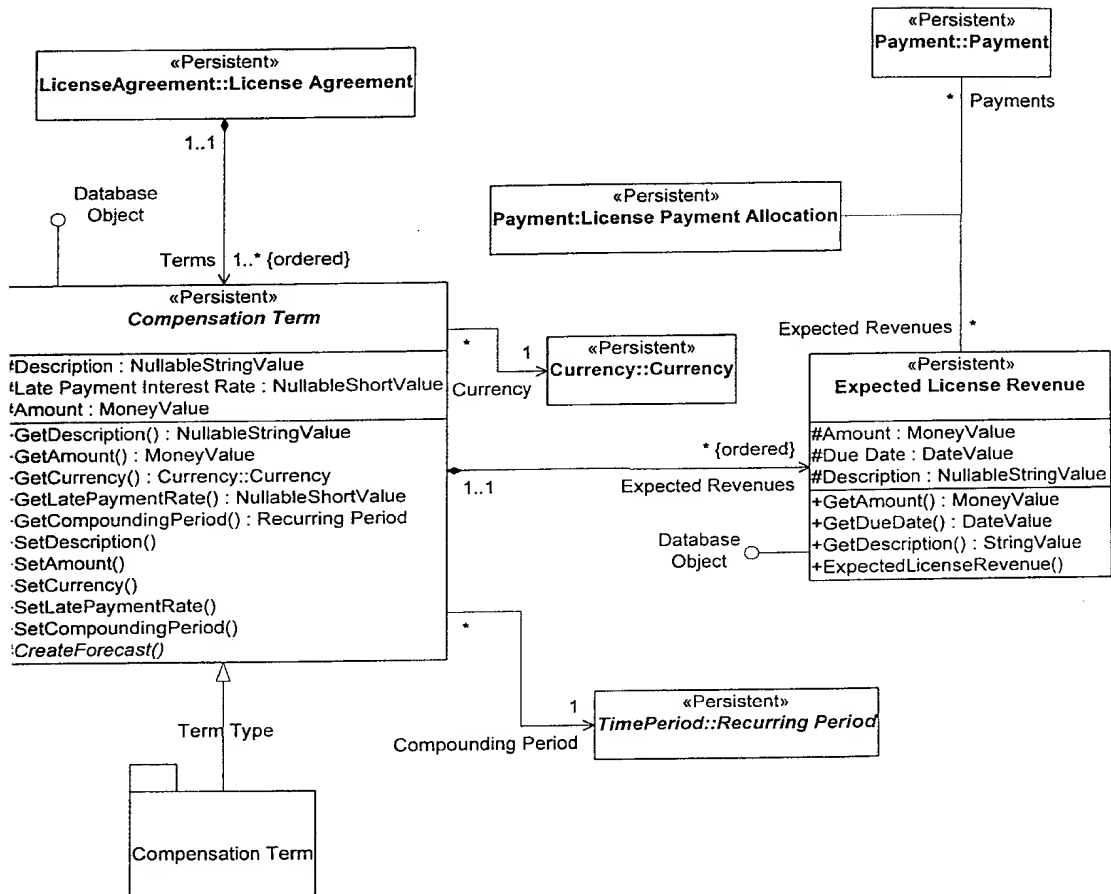 «Persistent»
LicenseAgreement::License Agreement
1..1
Database
Object
Terms 1..* {ordered}
«Persistent»
Payment::Payment
* Payments
«Persistent»
Payment:License Payment Allocation
Expected Revenues *
«Persistent»
Compensation Term
#Description : NullableStringValue
#Late Payment Interest Rate : NullableShortValue
#Amount : MoneyValue
GetDescription() : NullableStringValue
GetAmount() : MoneyValue
GetCurrency() : Currency::Currency
GetLatePaymentRate() : NullableShortValue
GetCompoundingPeriod() : Recurring Period
SetDescription()
SetAmount()
SetCurrency()
SetLatePaymentRate()
SetCompoundingPeriod()
CreateForecast()
*
1
Currency
«Persistent»
Currency::Currency
* {ordered}
1..1
Expected Revenues
«Persistent»
Expected License Revenue
#Amount : MoneyValue
#Due Date : DateValue
#Description : NullableStringValue
+GetAmount() : MoneyValue
+GetDueDate() : DateValue
+GetDescription() : StringValue
+ExpectedLicenseRevenue()
Database
Object
*
1
Compounding Period
«Persistent»
TimePeriod::Recurring Period
Term Type
Compensation Term